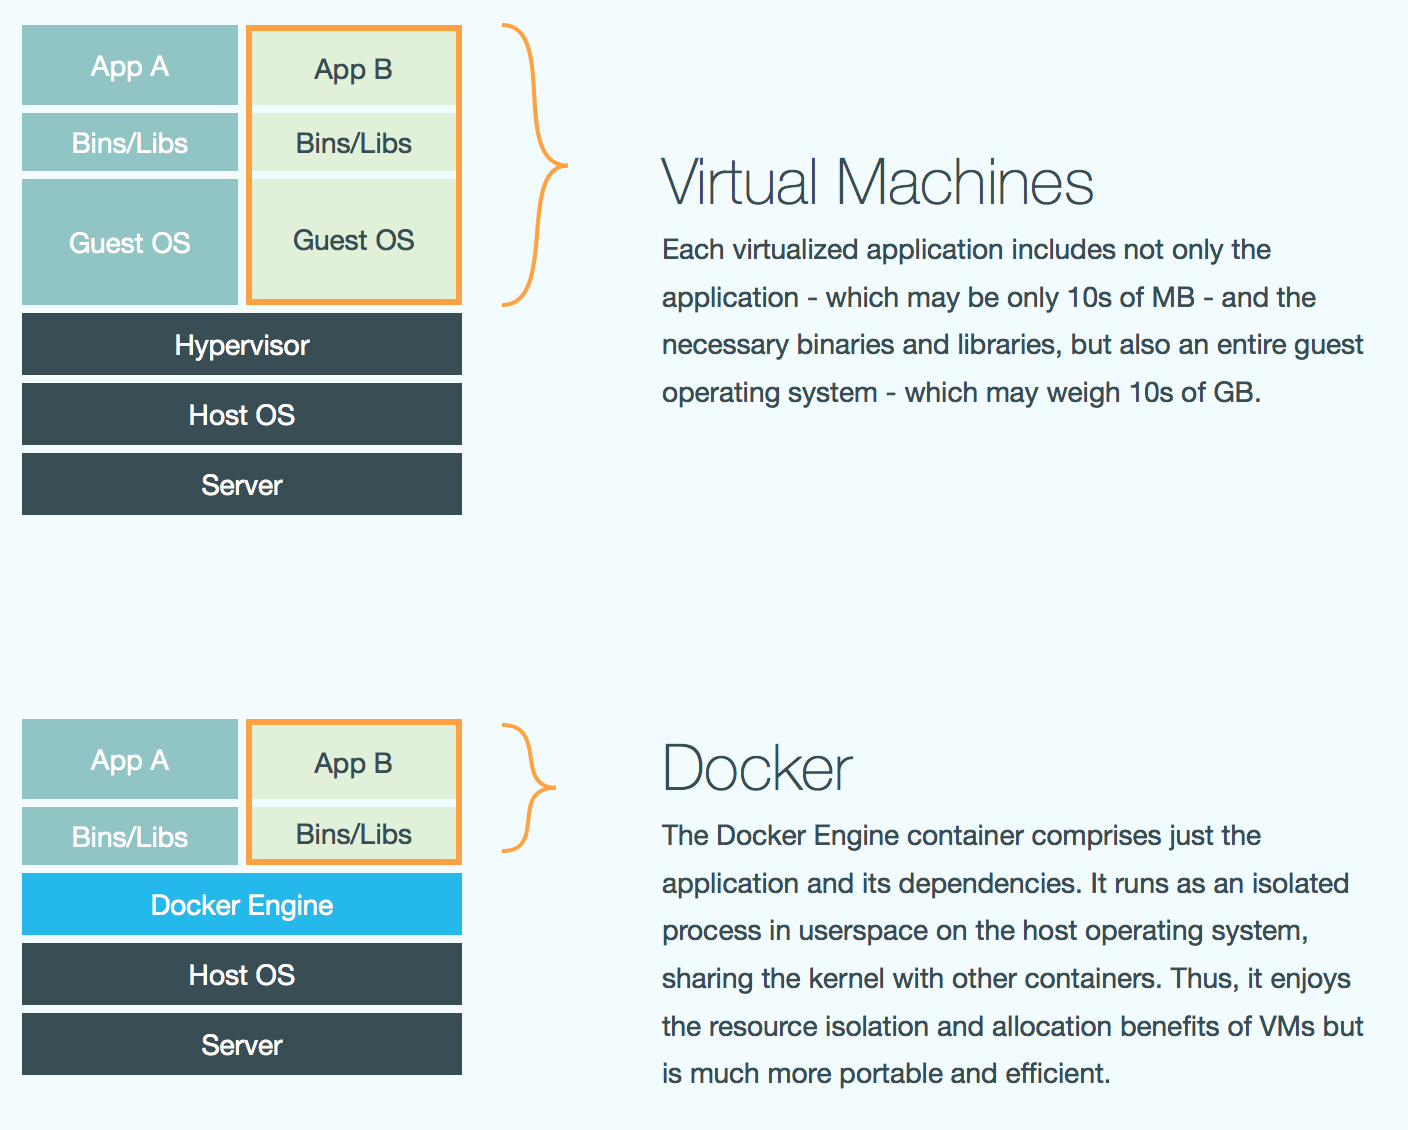 App A
App B
Bins/Libs
Bins/Libs
Guest OS
Guest OS
Hypervisor
Host OS
Server
Virtual Machines
Each virtualized application includes not only the
application - which may be only 10s of MB - and the
necessary binaries and libraries, but also an entire guest
operating system - which may weigh 10s of GB.
App A
App B
Bins/Libs
Bins/Libs
Docker Engine
Host OS
Server
Docker
The Docker Engine container comprises just the
application and its dependencies. It runs as an isolated
process in userspace on the host operating system,
sharing the kernel with other containers. Thus, it enjoys
the resource isolation and allocation benefits of VMs but
is much more portable and efficient.